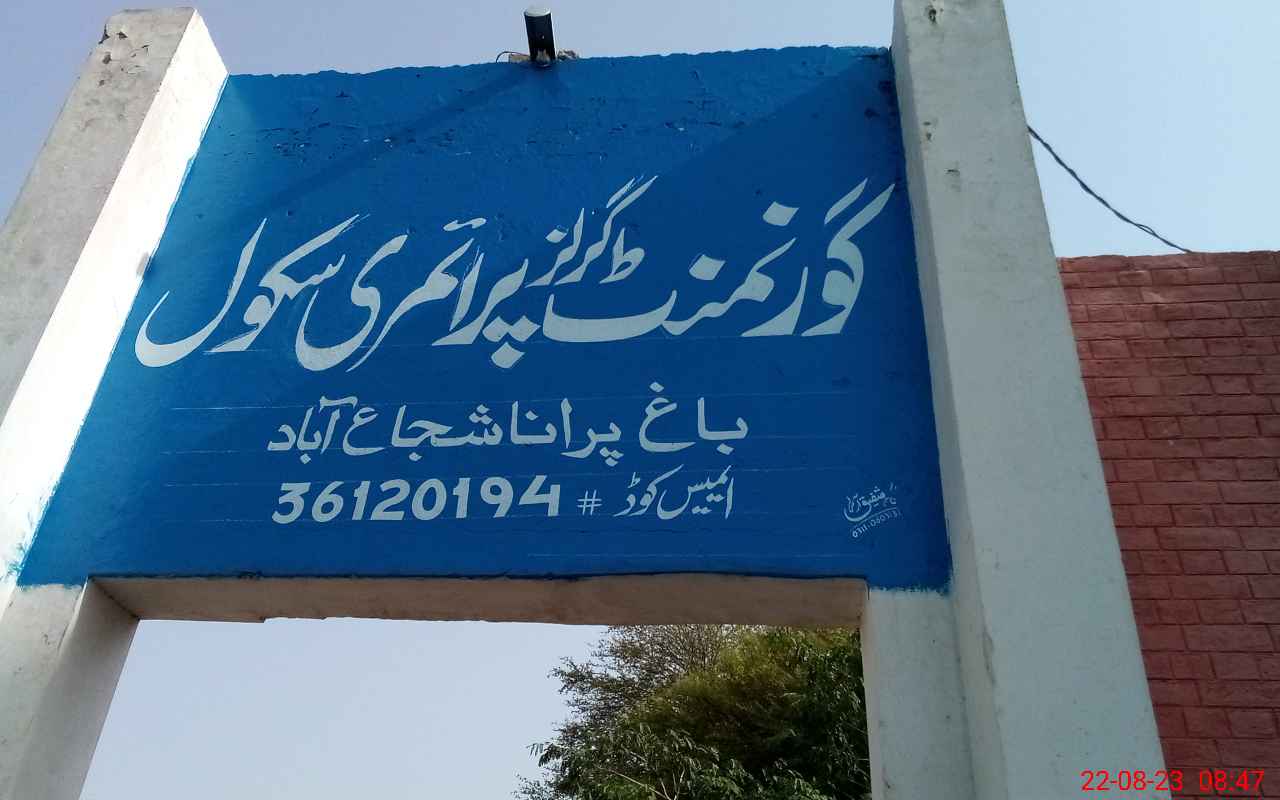 گورنمنٹ گرلز پرائمری سکول
باغ پرانا شجاع آباد
ایمیس کوڈ # 36120194
22-08-23 08:47